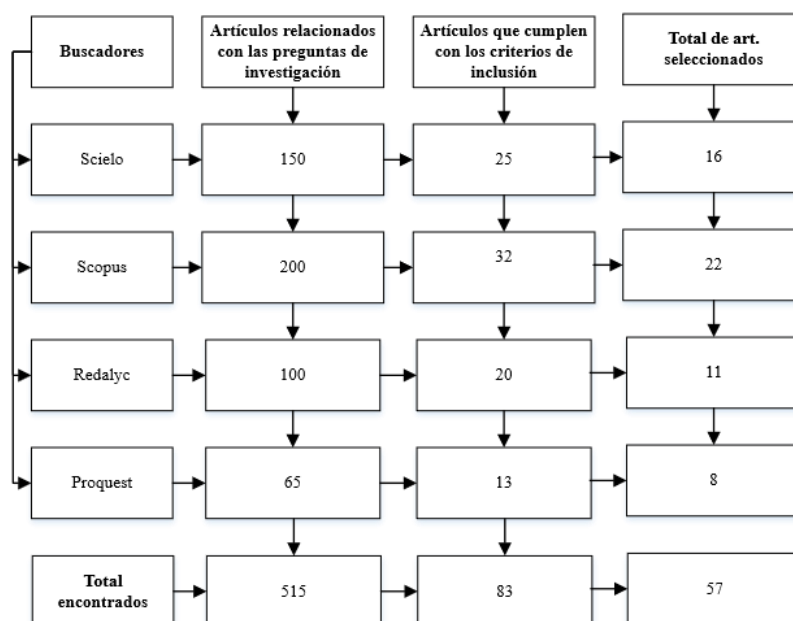 Buscadores
Artículos relacionados
con las preguntas de
investigación
Artículos que cumplen
con los criterios de
inclusión
Total de art.
seleccionados
Scielo
150
25
16
Scopus
200
32
22
Redalyc
100
20
11
Proquest
65
13
8
Total
encontrados
515
83
57